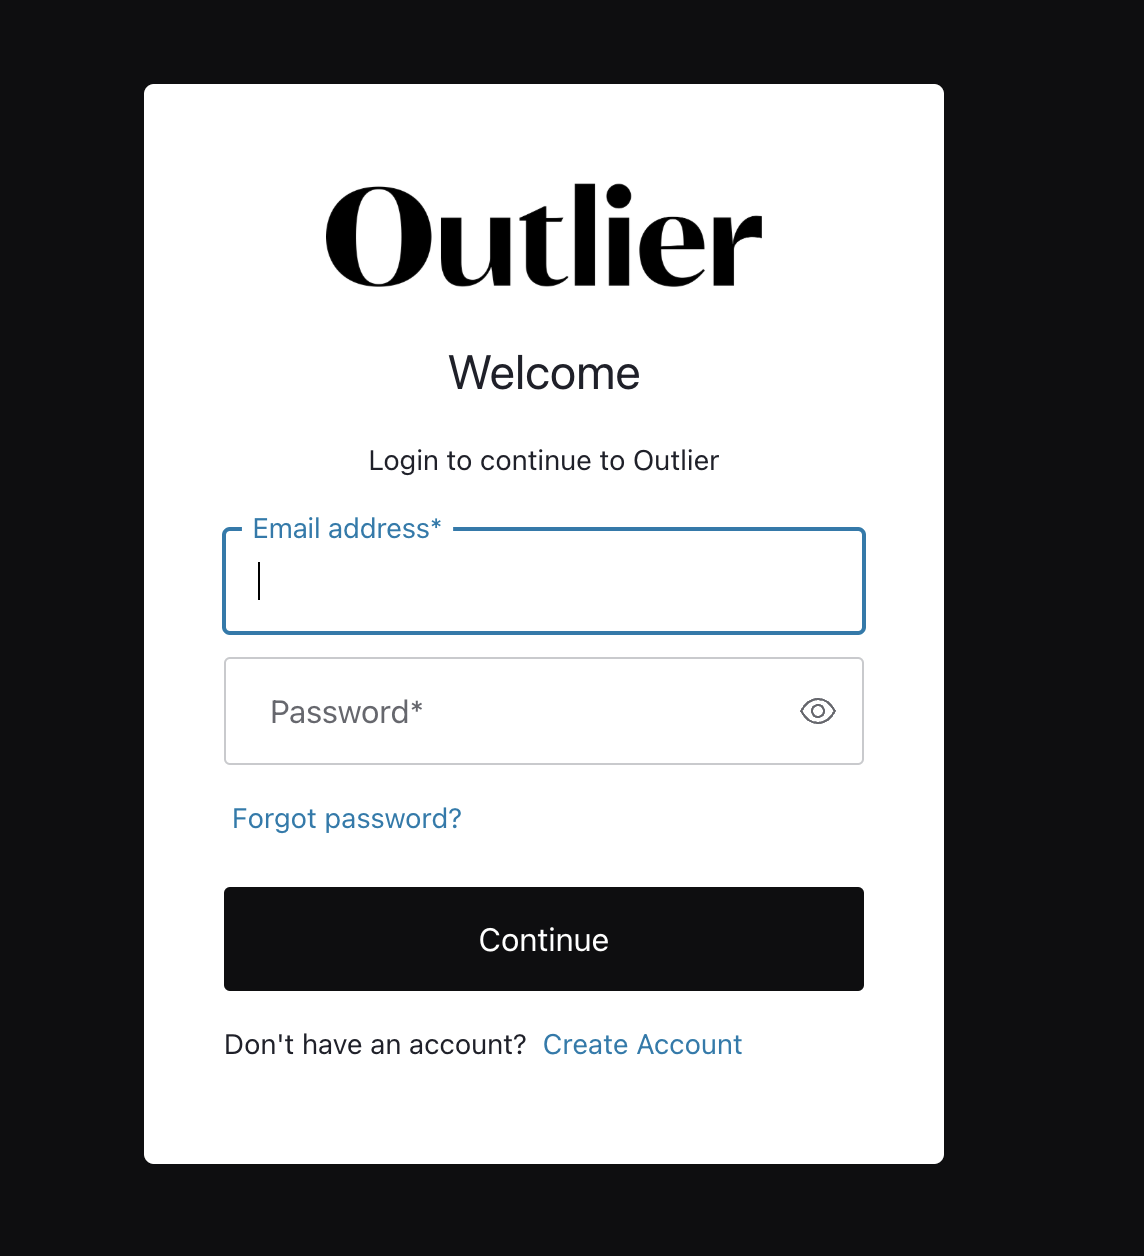 Outlier
Welcome
Login to continue to Outlier
Email address*
Password*
Forgot password?
Continue
Don't have an account? Create Account